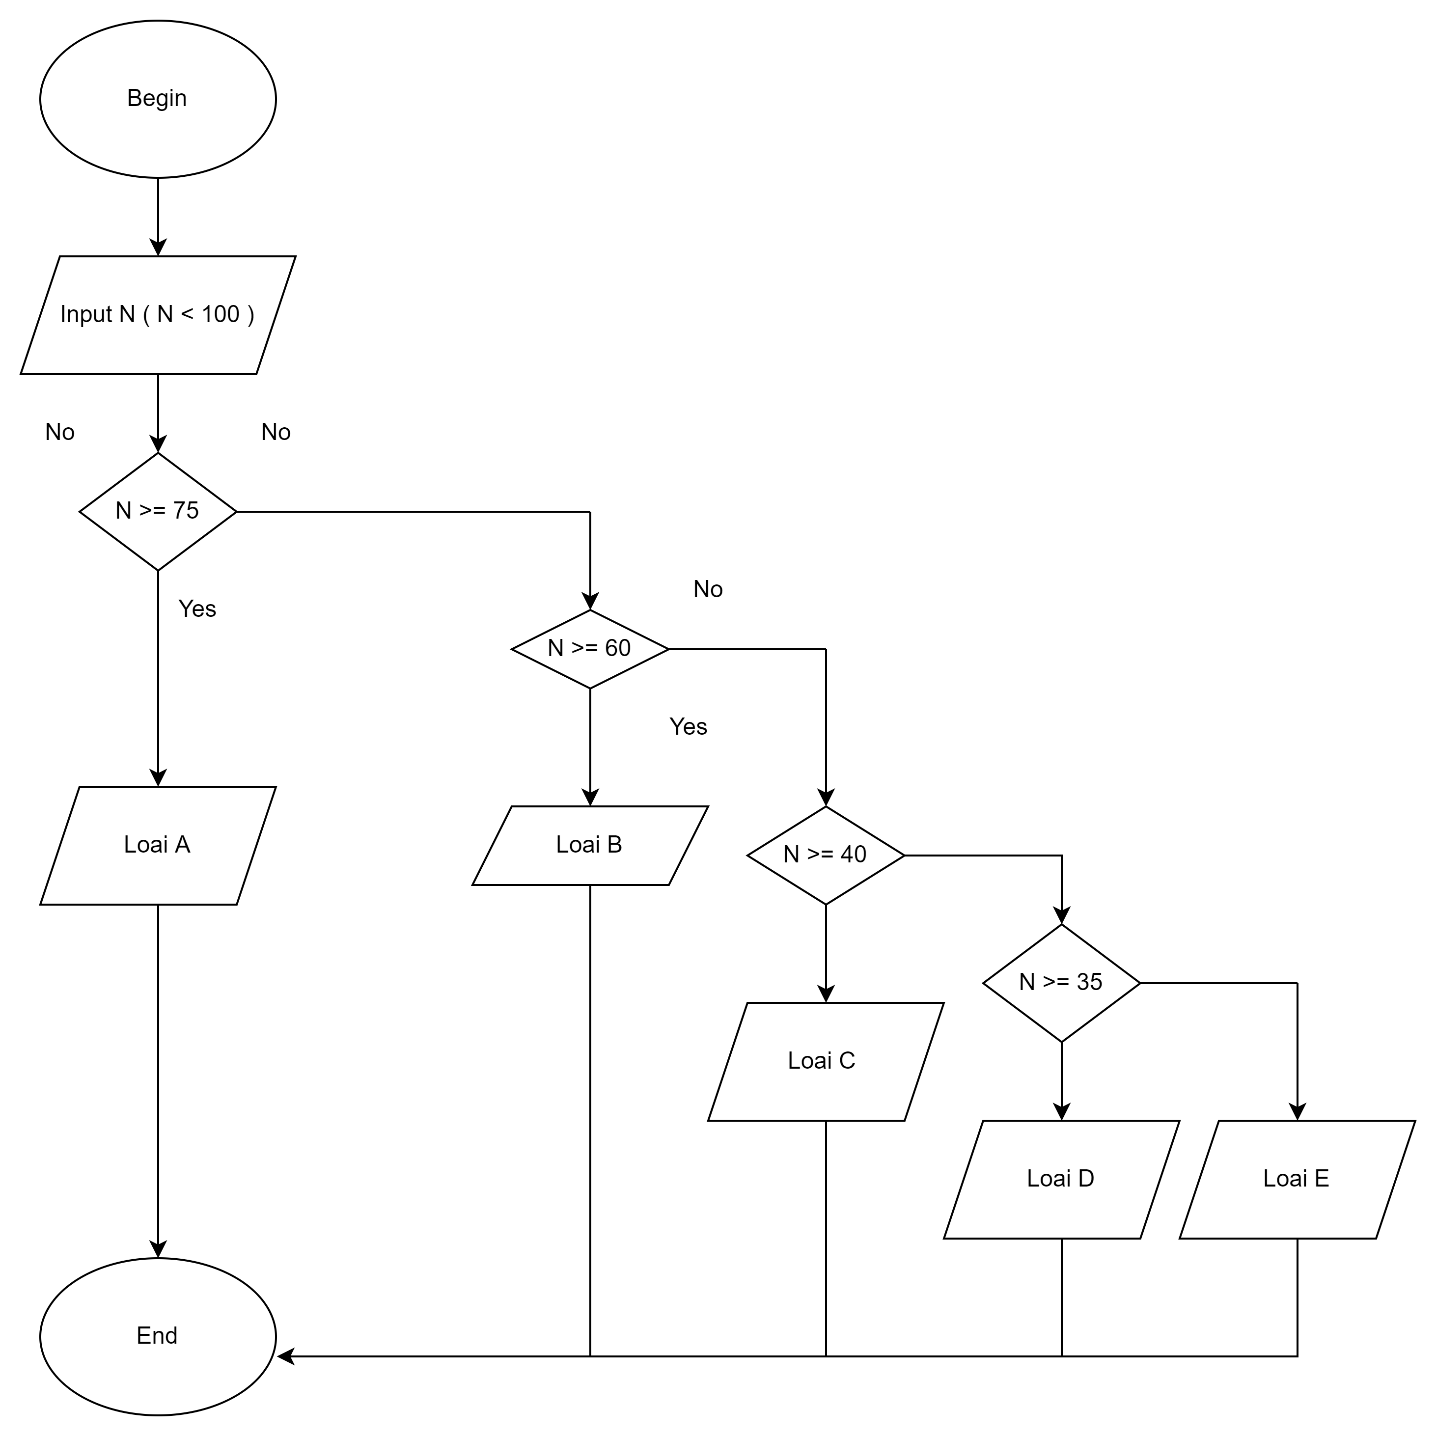 Begin
Input N ( N < 100 )
No
No
N >= 75
Yes
No
N >= 60
Yes
Loai A
Loai B
N >= 40
N >= 35
Loai C
Loai D
Loai E
End